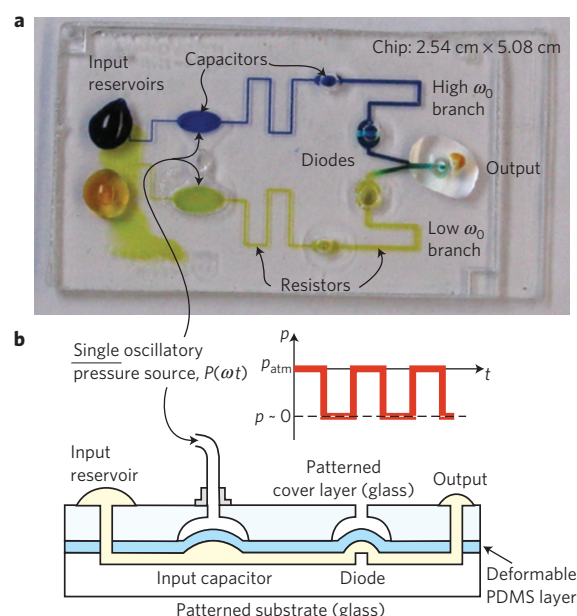 a
Chip: 2.54 cm × 5.08 cm
Input
reservoirs
Capacitors
High ω0
branch
Diodes
Output
Low ω0
branch
Resistors
b
Single oscillatory
pressure source, P(ωt)
p
patm
t
p ~ 0
Input
reservoir
Patterned
cover layer (glass)
Output
Input capacitor
Diode
Deformable
PDMS layer
Patterned substrate (glass)